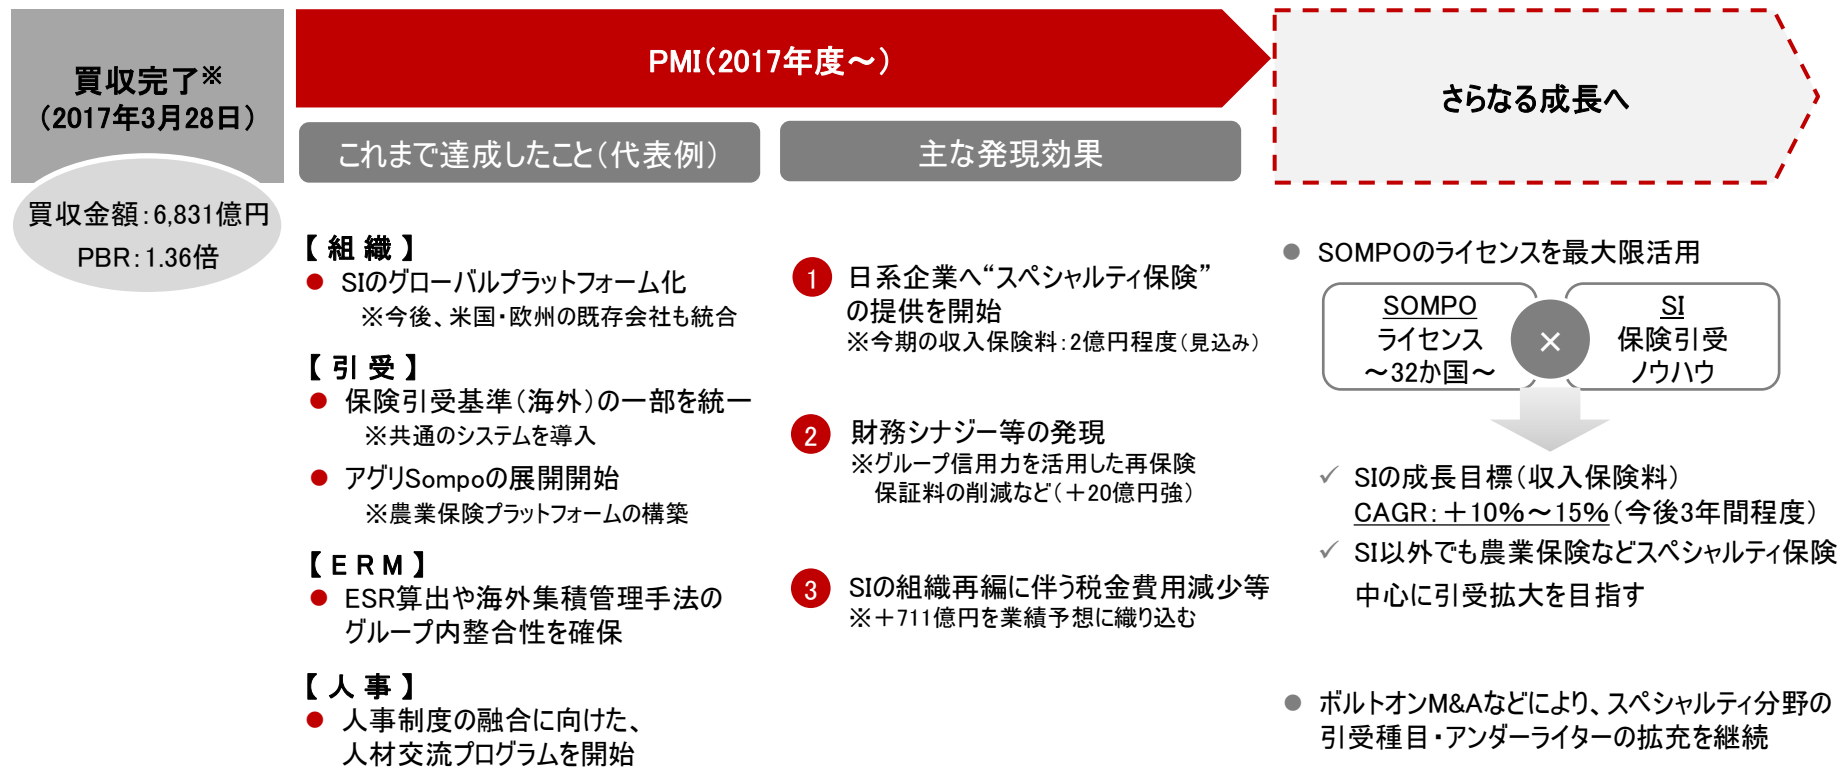 買収完了※
（2017年3月28日）
買収金額：6,831億円
PBR：1.36倍
PMI（2017年度～）
これまで達成したこと（代表例）
【 組 織 】
● SIのグローバルプラットフォーム化
※今後、米国・欧州の既存会社も統合
【 引 受 】
● 保険引受基準（海外）の一部を統一
※共通のシステムを導入
● アグリSompoの展開開始
※農業保険プラットフォームの構築
【 E R M 】
● ESR算出や海外集積管理手法の
グループ内整合性を確保
【 人 事 】
● 人事制度の融合に向けた、
人材交流プログラムを開始
主な発現効果
1 日系企業へ“スペシャルティ保険”
の提供を開始
※今期の収入保険料：2億円程度（見込み）
2 財務シナジー等の発現
※グループ信用力を活用した再保険
保証料の削減など（＋20億円強）
3 SIの組織再編に伴う税金費用減少等
※＋711億円を業績予想に織り込む
さらなる成長へ
● SOMPOのライセンスを最大限活用
SOMPO
ライセンス
～32か国～
×
SI
保険引受
ノウハウ
✓ SIの成長目標（収入保険料）
CAGR：＋10%～15%（今後3年間程度）
✓ SI以外でも農業保険などスペシャルティ保険
中心に引受拡大を目指す
● ボルトオンM&Aなどにより、スペシャルティ分野の
引受種目・アンダーライターの拡充を継続